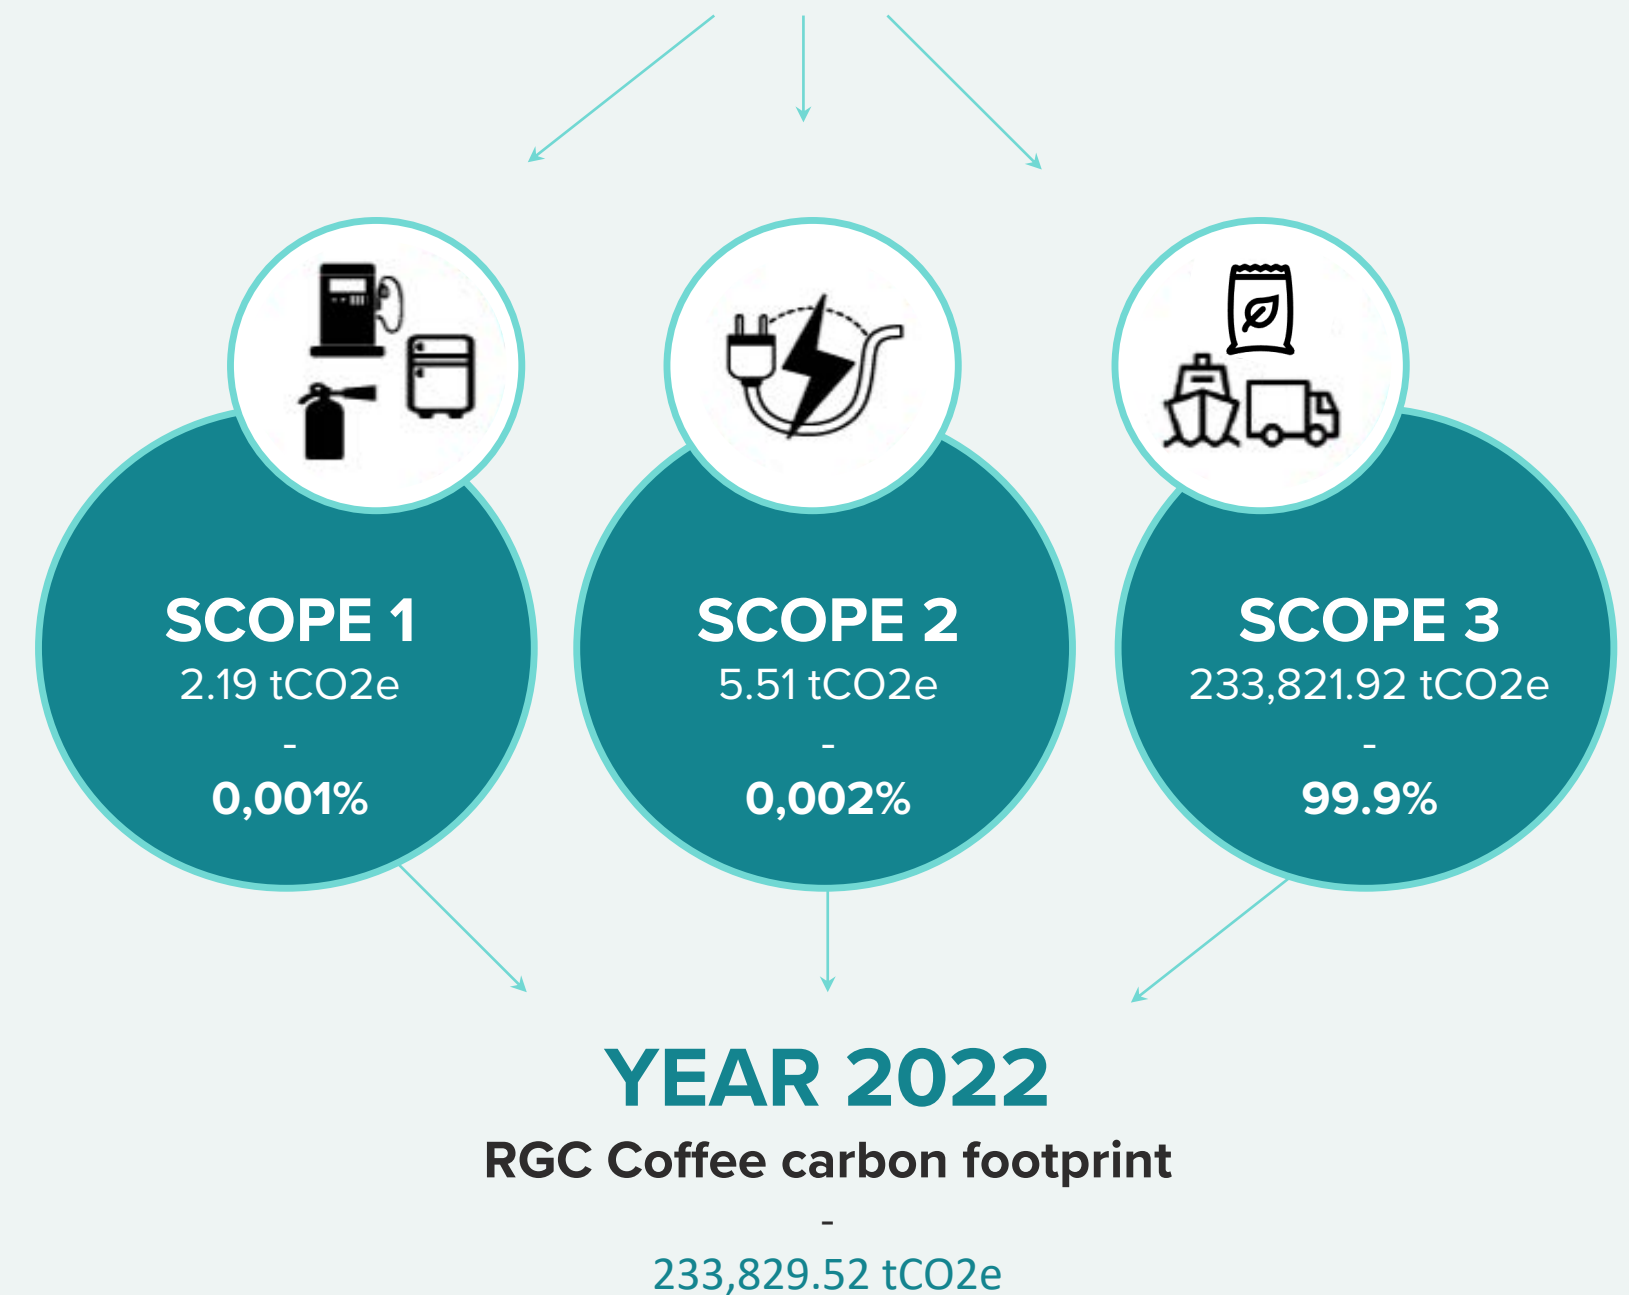 SCOPE 1
2.19 tCO2e
-
0,001%
SCOPE 2
5.51 tCO2e
-
0,002%
SCOPE 3
233,821.92 tCO2e
-
99.9%
YEAR 2022
RGC Coffee carbon footprint
-
233,829.52 tCO2e